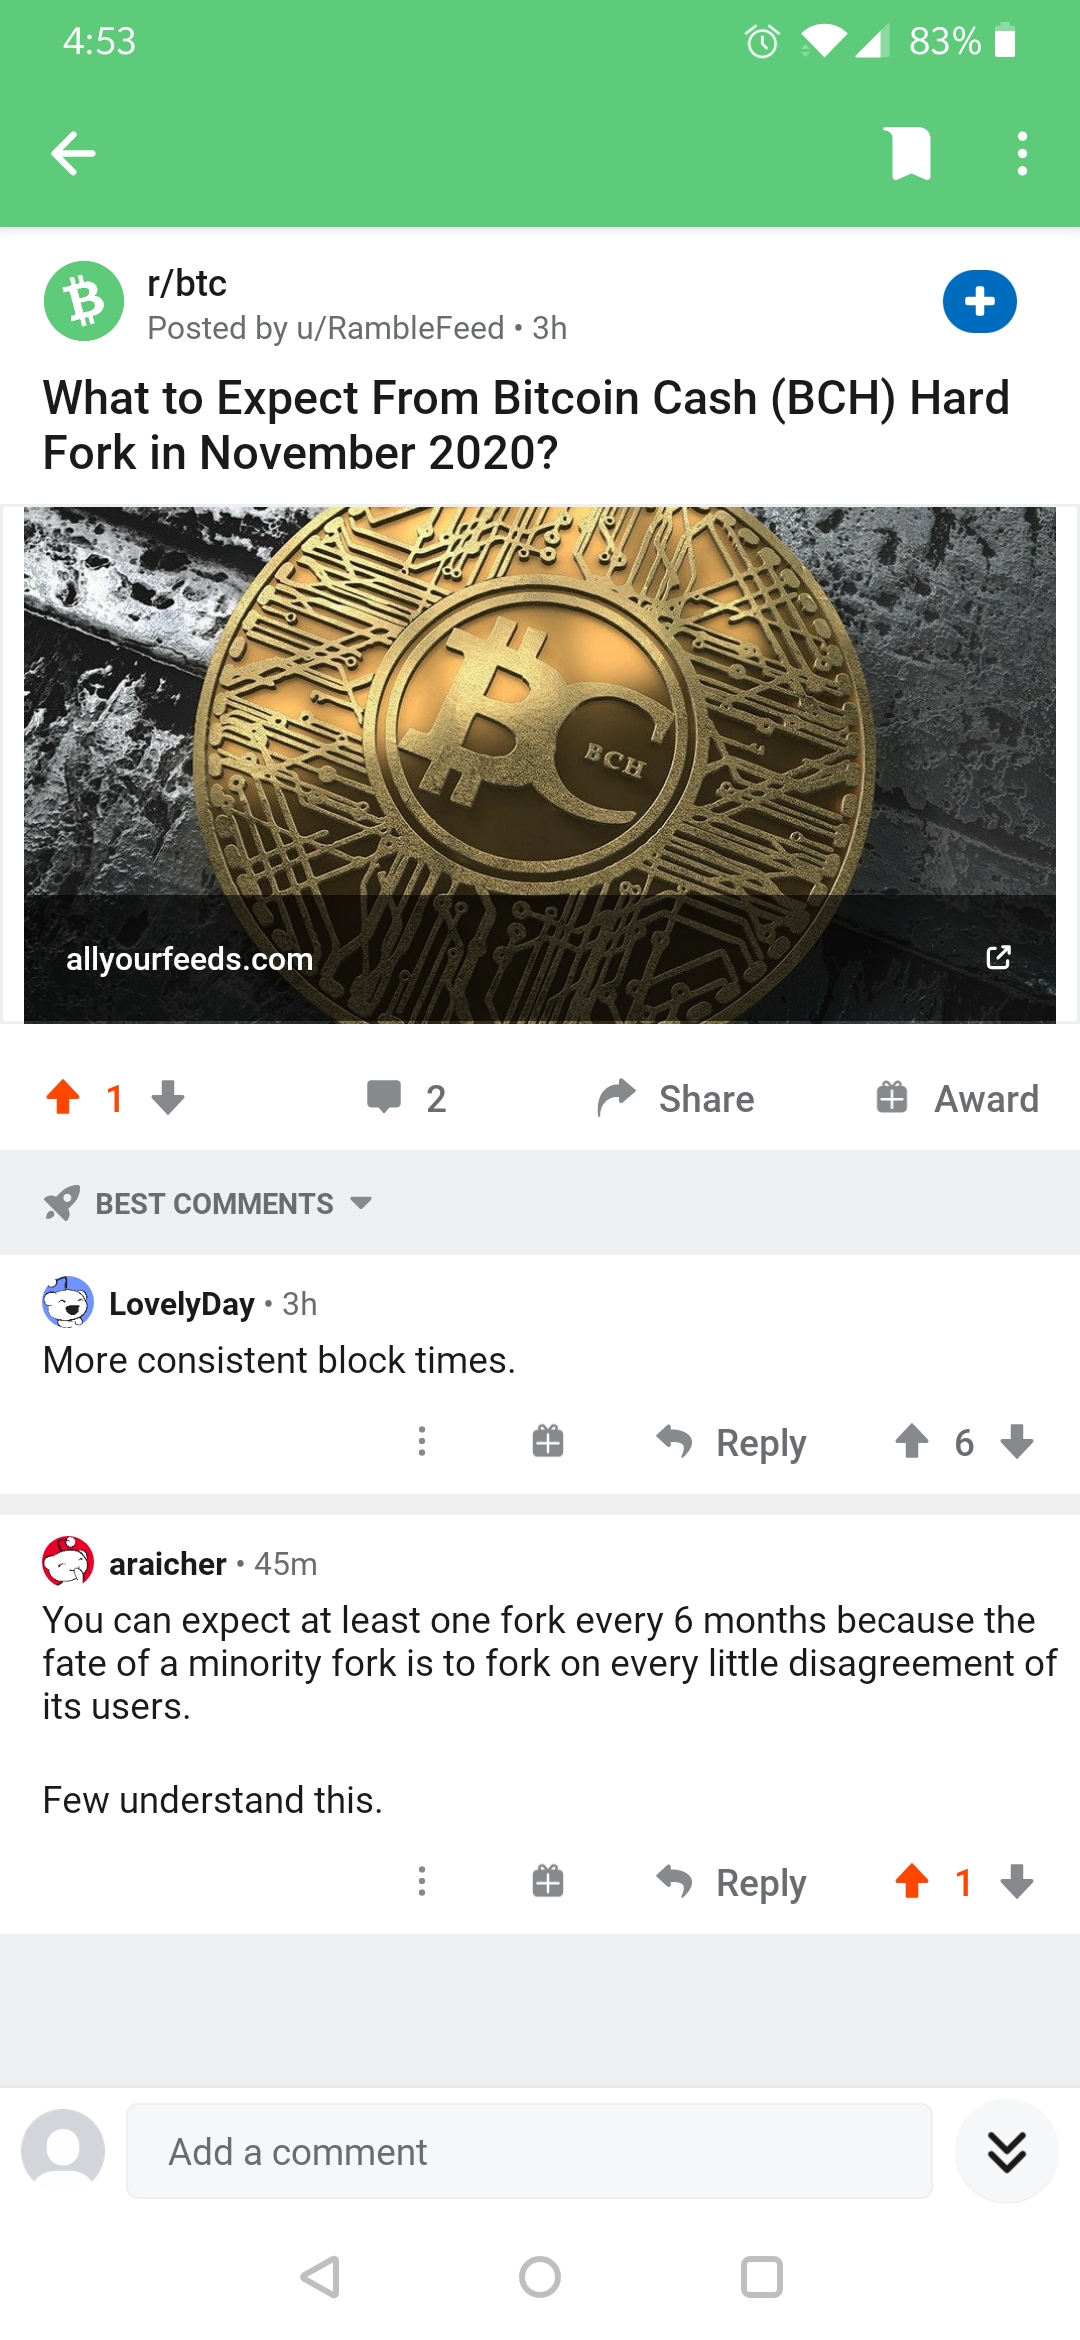 4:53
83%
r/btc
Posted by u/RambleFeed • 3h
What to Expect From Bitcoin Cash (BCH) Hard
Fork in November 2020?
BCH
allyourfeeds.com
1
2
Share
Award
BEST COMMENTS
LovelyDay • 3h
More consistent block times.
Reply
6
araicher • 45m
You can expect at least one fork every 6 months because the
fate of a minority fork is to fork on every little disagreement of
its users.
Few understand this.
Reply
1
Add a comment